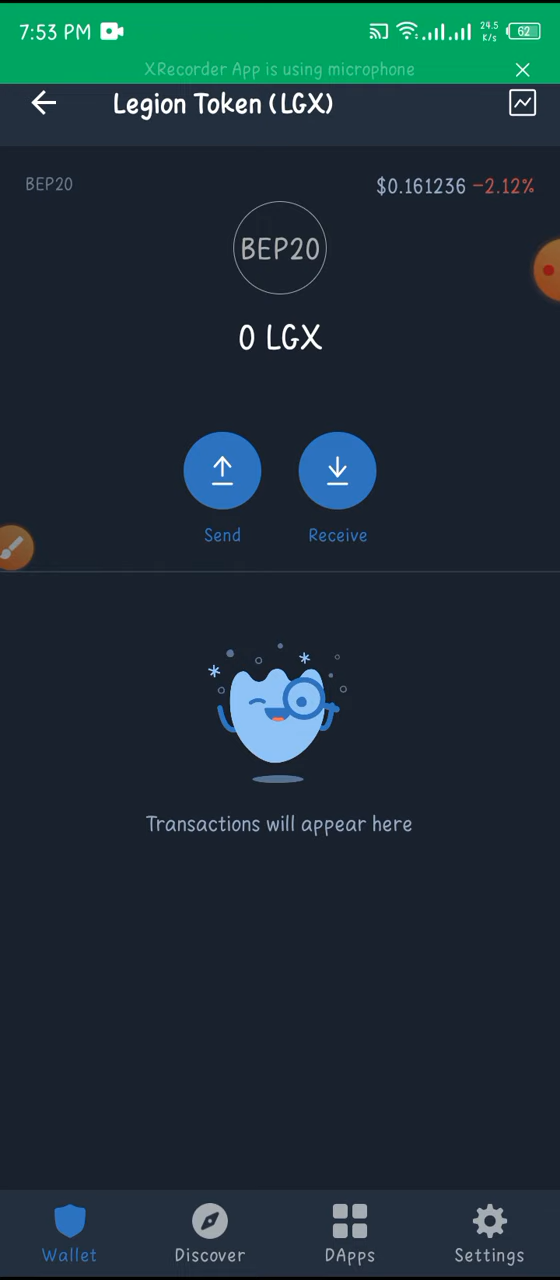 7:53 PM
24.5
K/s
62
XRecorder App is using microphone
Legion Token (LGX)
BEP20
$0.161236 -2.12%
BEP20
0 LGX
Send
Receive
Transactions will appear here
Wallet
Discover
DApps
Settings